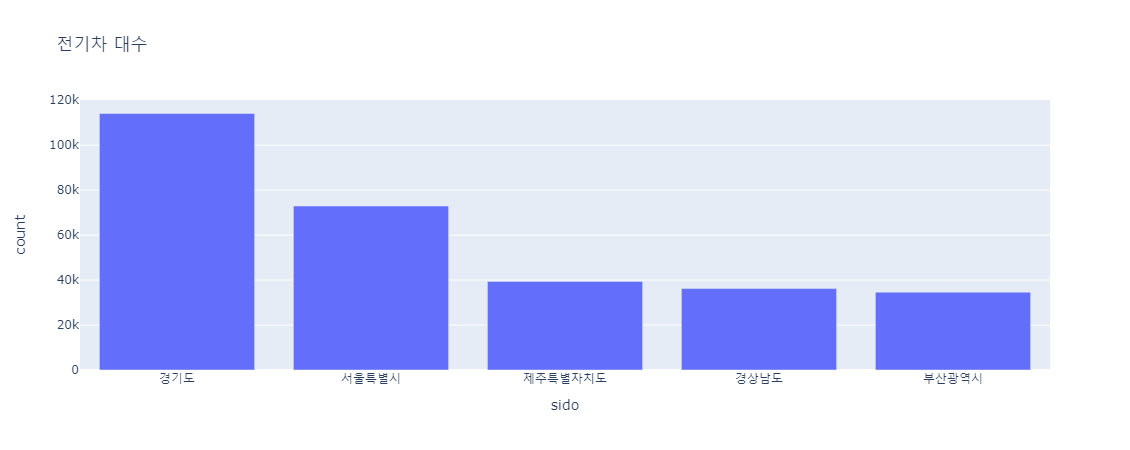 전기차 대수
120k
100k
80k
60k
40k
20k
0
count
경기도
서울특별시
제주특별자치도
경상남도
부산광역시
sido